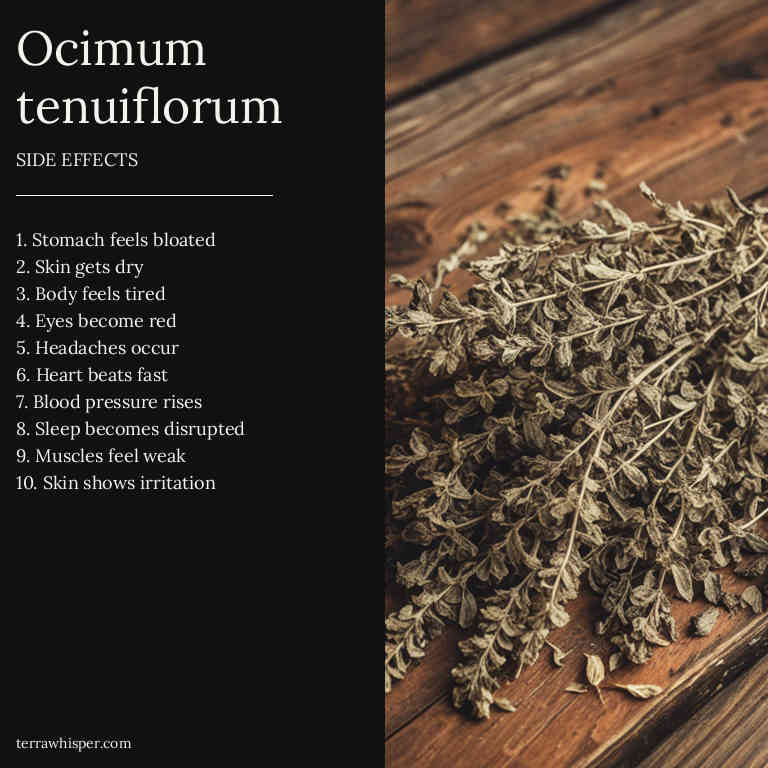 Ocimum
tenuiflorum
SIDE EFFECTS
1. Stomach feels bloated
2. Skin gets dry
3. Body feels tired
4. Eyes become red
5. Headaches occur
6. Heart beats fast
7. Blood pressure rises
8. Sleep becomes disrupted
9. Muscles feel weak
10. Skin shows irritation
terrawhisper.com